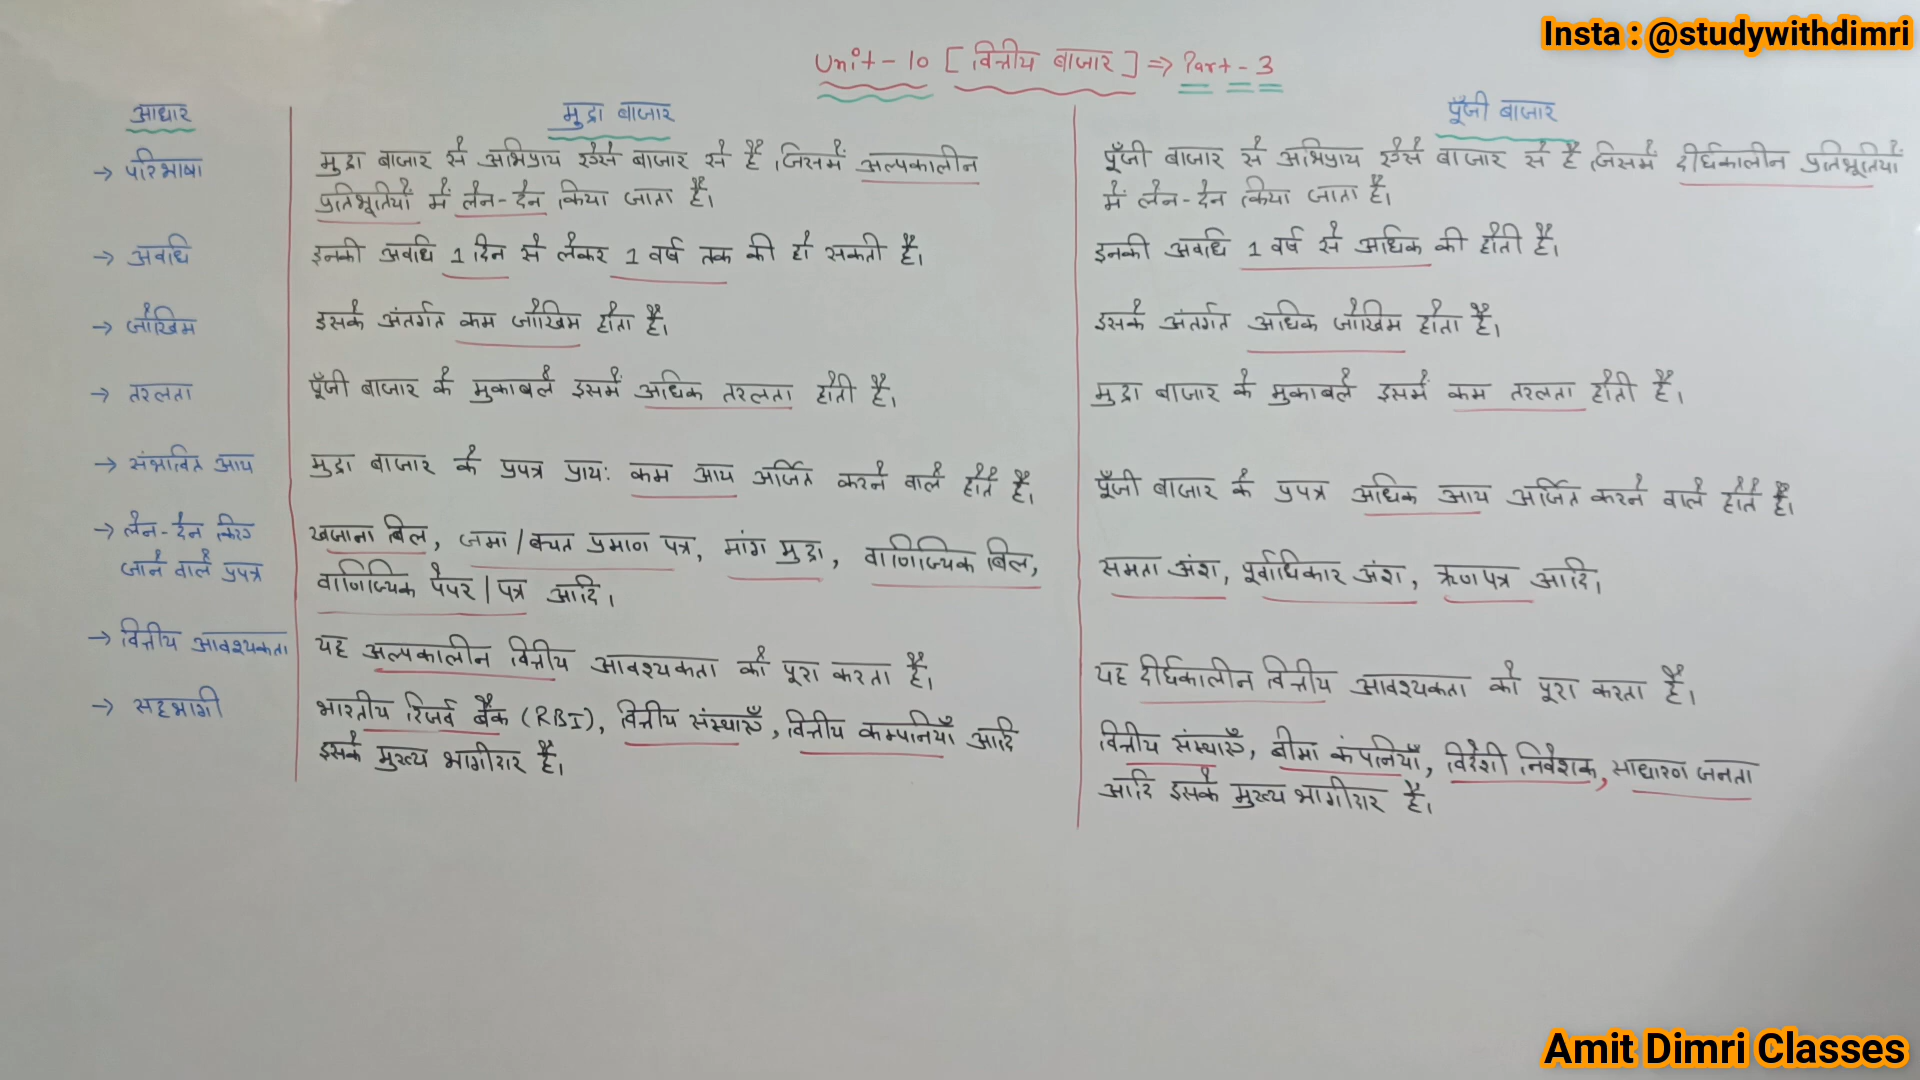 Insta : @studywithdimri
Unit - 10 [ वित्तीय बाजार ] ⇒ Part - 3
आधार
मुद्रा बाजार
पूँजी बाजार
→ परिभाषा
मुद्रा बाजार से अभिप्राय ऐसे बाजार से है जिसमें अल्पकालीन
प्रतिभूतियों में लेन-देन किया जाता है।
पूँजी बाजार से अभिप्राय ऐसे बाजार से है जिसमें दीर्घकालीन प्रतिभूतियों
में लेन-देन किया जाता है।
→ अवधि
इनकी अवधि 1 दिन से लेकर 1 वर्ष तक की हो सकती है।
इनकी अवधि 1 वर्ष से अधिक की होती है।
→ जोखिम
इसके अंतर्गत कम जोखिम होता है।
इसके अंतर्गत अधिक जोखिम होता है।
→ तरलता
पूँजी बाजार के मुकाबले इसमें अधिक तरलता होती है।
मुद्रा बाजार के मुकाबले इसमें कम तरलता होती है।
→ संभावित आय
मुद्रा बाजार के प्रपत्र प्राय: कम आय अर्जित करने वाले होते है।
पूँजी बाजार के प्रपत्र अधिक आय अर्जित करने वाले होते है।
→ लेन-देन किए
जाने वाले प्रपत्र
खजाना बिल, जमा/बचत प्रमाण पत्र, मांग मुद्रा, वाणिज्यिक बिल,
वाणिज्यिक पेपर/पत्र आदि।
समता अंश, पूर्वाधिकार अंश, ऋणपत्र आदि।
→ वित्तीय आवश्यकता
यह अल्पकालीन वित्तीय आवश्यकता को पूरा करता है।
यह दीर्घकालीन वित्तीय आवश्यकता को पूरा करता है।
→ सहभागी
भारतीय रिजर्व बैंक (RBI), वित्तीय संस्थाएँ, वित्तीय कम्पनियाँ आदि
इसके मुख्य भागीदार हैं।
वित्तीय संस्थाएँ, बीमा कंपनियाँ, विदेशी निवेशक, साधारण जनता
आदि इसके मुख्य भागीदार है।
Amit Dimri Classes